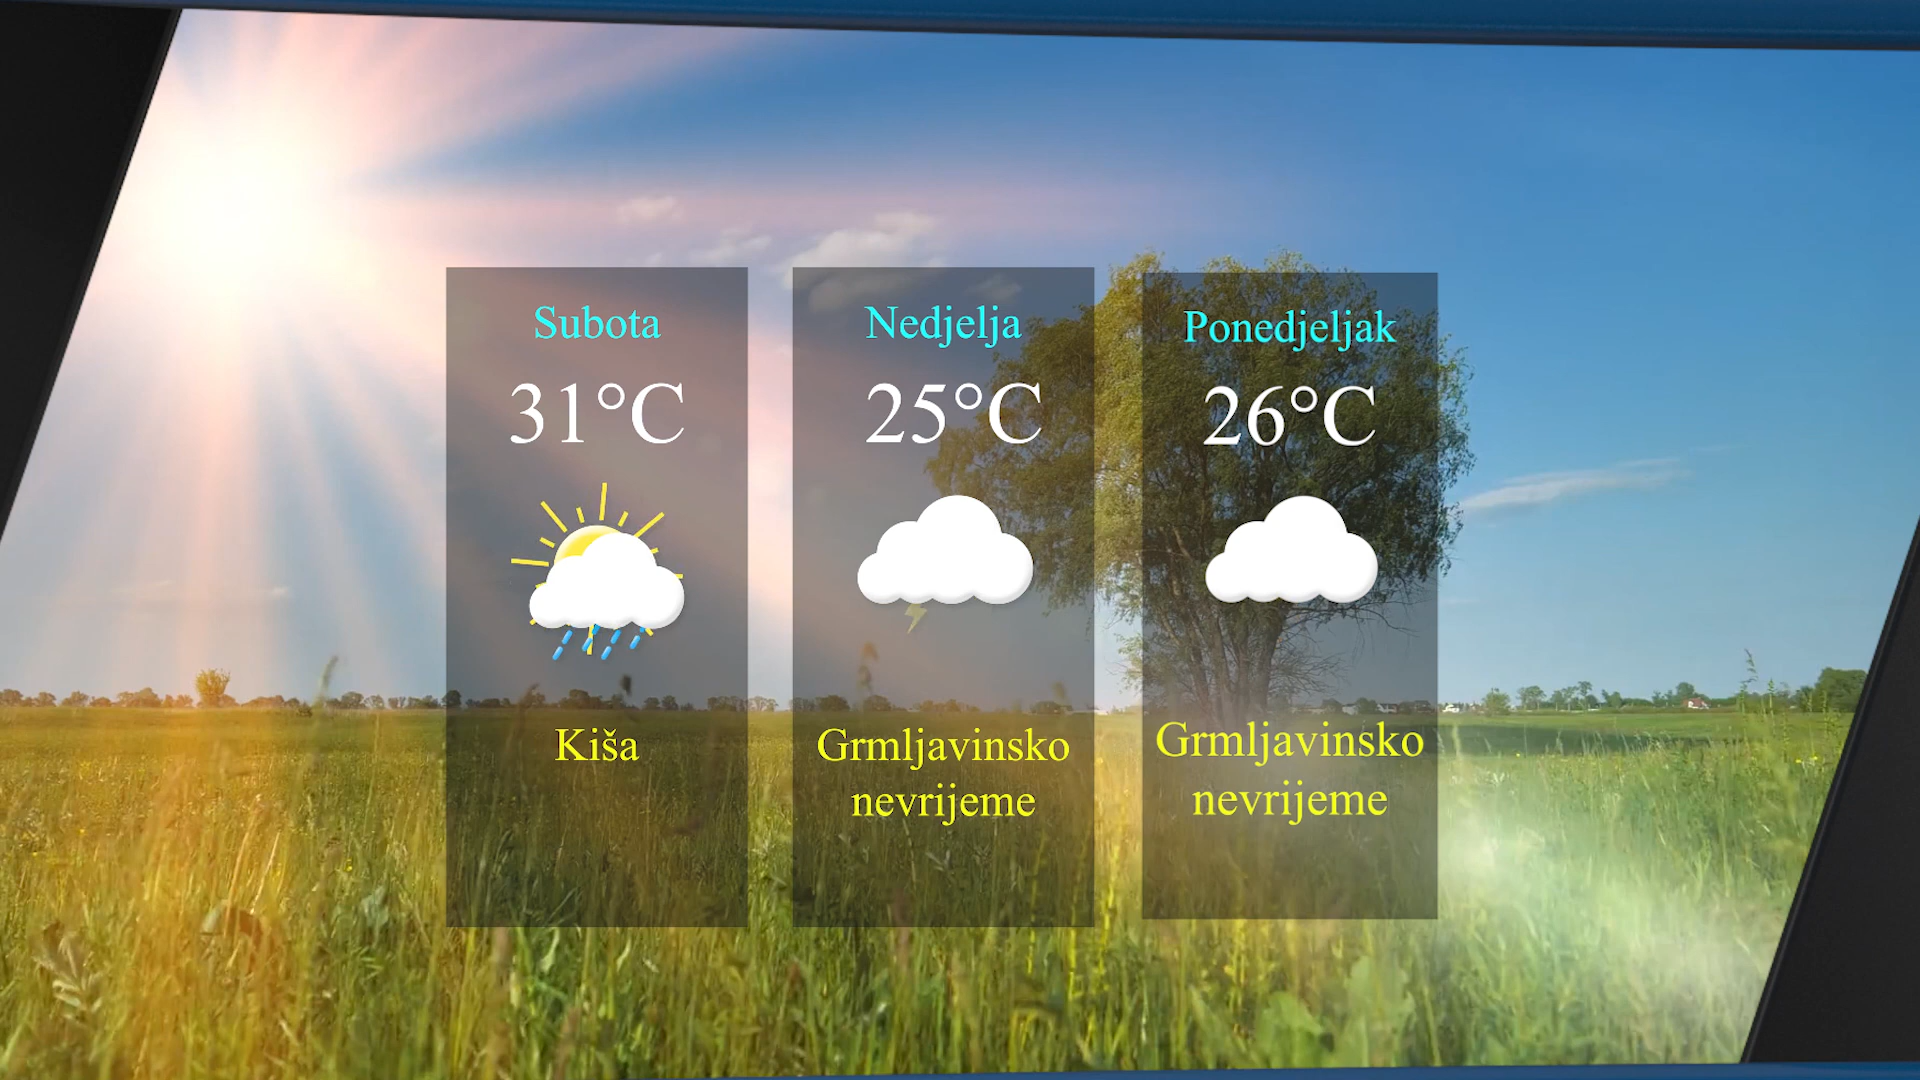 Subota
31°C
Kiša
Nedjelja
25°C
Grmljavinsko
nevrijeme
Ponedjeljak
26°C
Grmljavinsko
nevrijeme